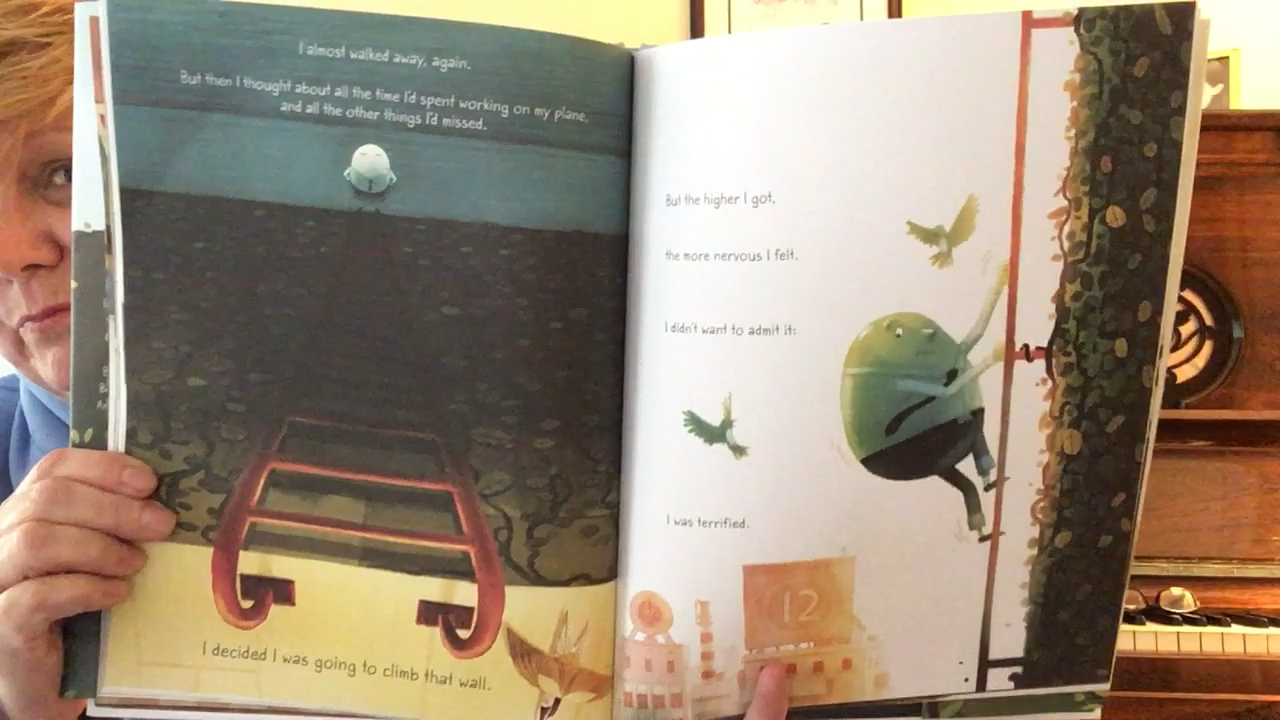 I almost walked away, again.
But then I thought about all the time I'd spent working on my plane,
and all the other things I'd missed.
I decided I was going to climb that wall.
But the higher I got,
the more nervous I felt.
I didn't want to admit it:
I was terrified.
12